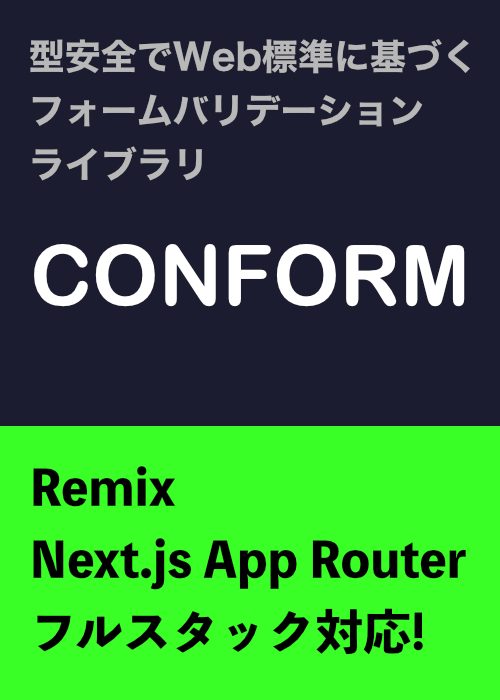 型安全でWeb標準に基づく
フォームバリデーション
ライブラリ
CONFORM
Remix
Next.js App Router
フルスタック対応!